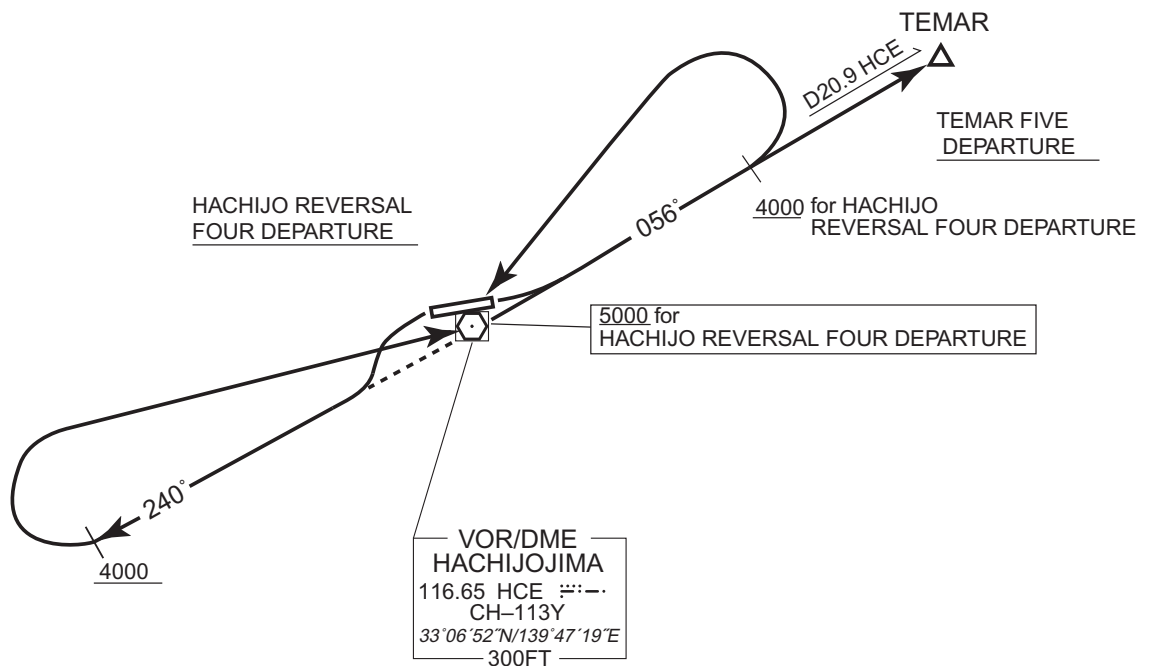 TEMAR
D20.9 HCE
TEMAR FIVE
DEPARTURE
HACHIJO REVERSAL
FOUR DEPARTURE
056°
4000 for HACHIJO
REVERSAL FOUR DEPARTURE
5000 for
HACHIJO REVERSAL FOUR DEPARTURE
240°
4000
VOR/DME
HACHIJOJIMA
116.65 HCE
CH–113Y
33°06´52˝N/139°47´19˝E
300FT